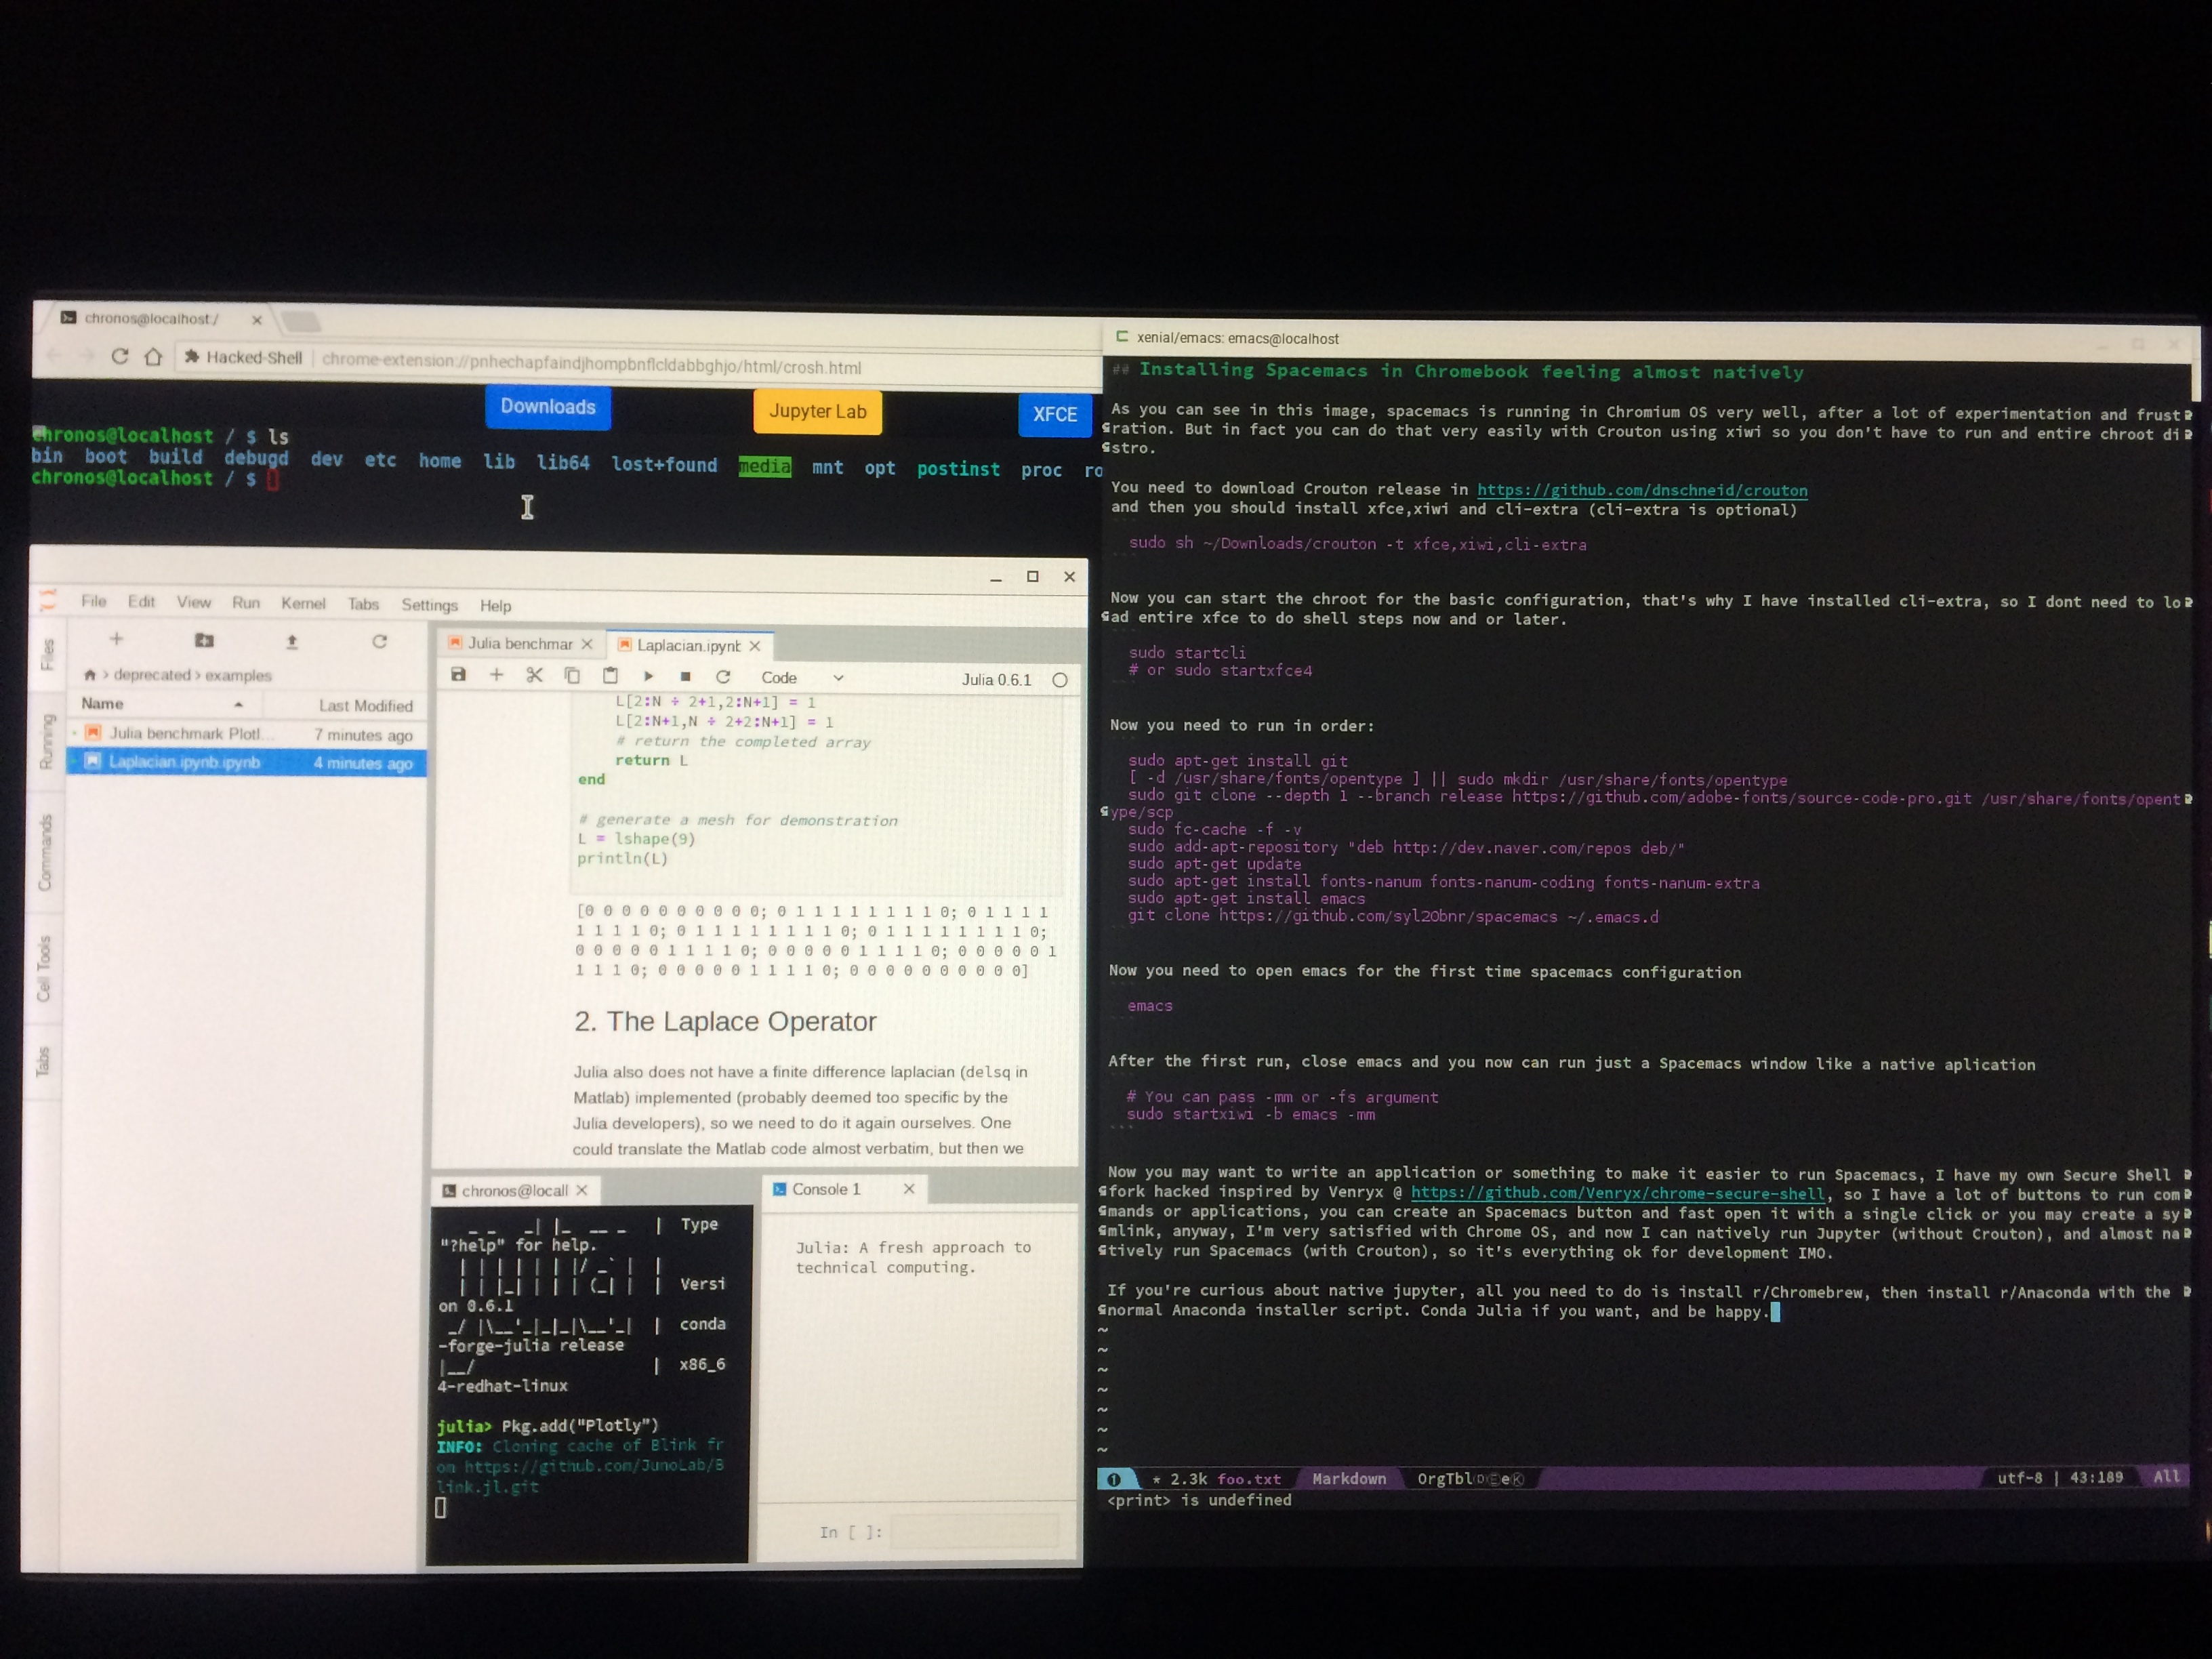 chronos@localhost:/
Hacked-Shell | chrome-extension://pnhechapfaindjhompbnflcldabbghjo/html/crosh.html
Downloads
Jupyter Lab
XFCE
chronos@localhost / $ ls
bin boot build debugd dev etc home lib lib64 lost+found media mnt opt postinst proc ro
chronos@localhost / $
File Edit View Run Kernel Tabs Settings Help
Files
Running
Commands
Cell Tools
Tabs
deprecated > examples
Name Last Modified
Julia benchmark Plotl... 7 minutes ago
Laplacian.ipynb.ipynb 4 minutes ago
Julia benchmar
Laplacian.ipynb
Code
Julia 0.6.1
L[2:N ÷ 2+1,2:N+1] = 1
L[2:N+1,N ÷ 2+2:N+1] = 1
# return the completed array
return L
end
# generate a mesh for demonstration
L = lshape(9)
println(L)
[0 0 0 0 0 0 0 0 0 0; 0 1 1 1 1 1 1 1 1 0; 0 1 1 1 1
1 1 1 1 0; 0 1 1 1 1 1 1 1 1 0; 0 1 1 1 1 1 1 1 1 0;
0 0 0 0 0 1 1 1 1 0; 0 0 0 0 0 1 1 1 1 0; 0 0 0 0 0 1
1 1 1 0; 0 0 0 0 0 1 1 1 1 0; 0 0 0 0 0 0 0 0 0 0]
2. The Laplace Operator
Julia also does not have a finite difference laplacian (delsq in
Matlab) implemented (probably deemed too specific by the
Julia developers), so we need to do it again ourselves. One
could translate the Matlab code almost verbatim, but then we
chronos@locall
| Type
"?help" for help.
| Versi
on 0.6.1
| conda
-forge-julia release
| x86_6
4-redhat-linux
julia> Pkg.add("Plotly")
INFO: Cloning cache of Blink fr
om https://github.com/JunoLab/B
link.jl.git
Console 1
Julia: A fresh approach to
technical computing.
In [ ]:
xenial/emacs: emacs@localhost
## Installing Spacemacs in Chromebook feeling almost natively
As you can see in this image, spacemacs is running in Chromium OS very well, after a lot of experimentation and frust
ration. But in fact you can do that very easily with Crouton using xiwi so you don't have to run and entire chroot di
stro.
You need to download Crouton release in https://github.com/dnschneid/crouton
and then you should install xfce,xiwi and cli-extra (cli-extra is optional)
```
sudo sh ~/Downloads/crouton -t xfce,xiwi,cli-extra
```
Now you can start the chroot for the basic configuration, that's why I have installed cli-extra, so I dont need to lo
ad entire xfce to do shell steps now and or later.
```
sudo startcli
# or sudo startxfce4
```
Now you need to run in order:
```
sudo apt-get install git
[ -d /usr/share/fonts/opentype ] || sudo mkdir /usr/share/fonts/opentype
sudo git clone --depth 1 --branch release https://github.com/adobe-fonts/source-code-pro.git /usr/share/fonts/opent
ype/scp
sudo fc-cache -f -v
sudo add-apt-repository "deb http://dev.naver.com/repos deb/"
sudo apt-get update
sudo apt-get install fonts-nanum fonts-nanum-coding fonts-nanum-extra
sudo apt-get install emacs
git clone https://github.com/syl20bnr/spacemacs ~/.emacs.d
```
Now you need to open emacs for the first time spacemacs configuration
```
emacs
```
After the first run, close emacs and you now can run just a Spacemacs window like a native aplication
```
# You can pass -mm or -fs argument
sudo startxiwi -b emacs -mm
```
Now you may want to write an application or something to make it easier to run Spacemacs, I have my own Secure Shell
fork hacked inspired by Venryx @ https://github.com/Venryx/chrome-secure-shell, so I have a lot of buttons to run com
mands or applications, you can create an Spacemacs button and fast open it with a single click or you may create a sy
mlink, anyway, I'm very satisfied with Chrome OS, and now I can natively run Jupyter (without Crouton), and almost na
tively run Spacemacs (with Crouton), so it's everything ok for development IMO.
If you're curious about native jupyter, all you need to do is install r/Chromebrew, then install r/Anaconda with the
normal Anaconda installer script. Conda Julia if you want, and be happy.
~
~
~
~
~
~
~
1 * 2.3k foo.txt Markdown OrgTbl utf-8 | 43:189 All
<print> is undefined